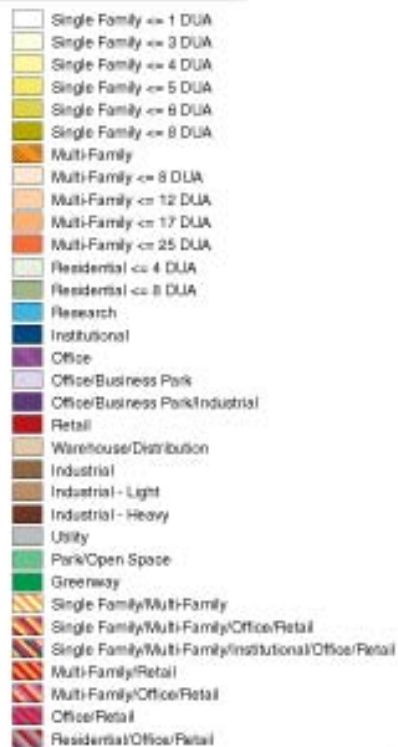 Single Family <= 1 DUA
Single Family <= 3 DUA
Single Family <= 4 DUA
Single Family <= 5 DUA
Single Family <= 6 DUA
Single Family <= 8 DUA
Multi-Family
Multi-Family <= 8 DUA
Multi-Family <= 12 DUA
Multi-Family <= 17 DUA
Multi-Family <= 25 DUA
Residential <= 4 DUA
Residential <= 8 DUA
Research
Institutional
Office
Office/Business Park
Office/Business Park/Industrial
Retail
Warehouse/Distribution
Industrial
Industrial - Light
Industrial - Heavy
Utility
Park/Open Space
Greenway
Single Family/Multi-Family
Single Family/Multi-Family/Office/Retail
Single Family/Multi-Family/Institutional/Office/Retail
Multi-Family/Retail
Multi-Family/Office/Retail
Office/Retail
Residential/Office/Retail